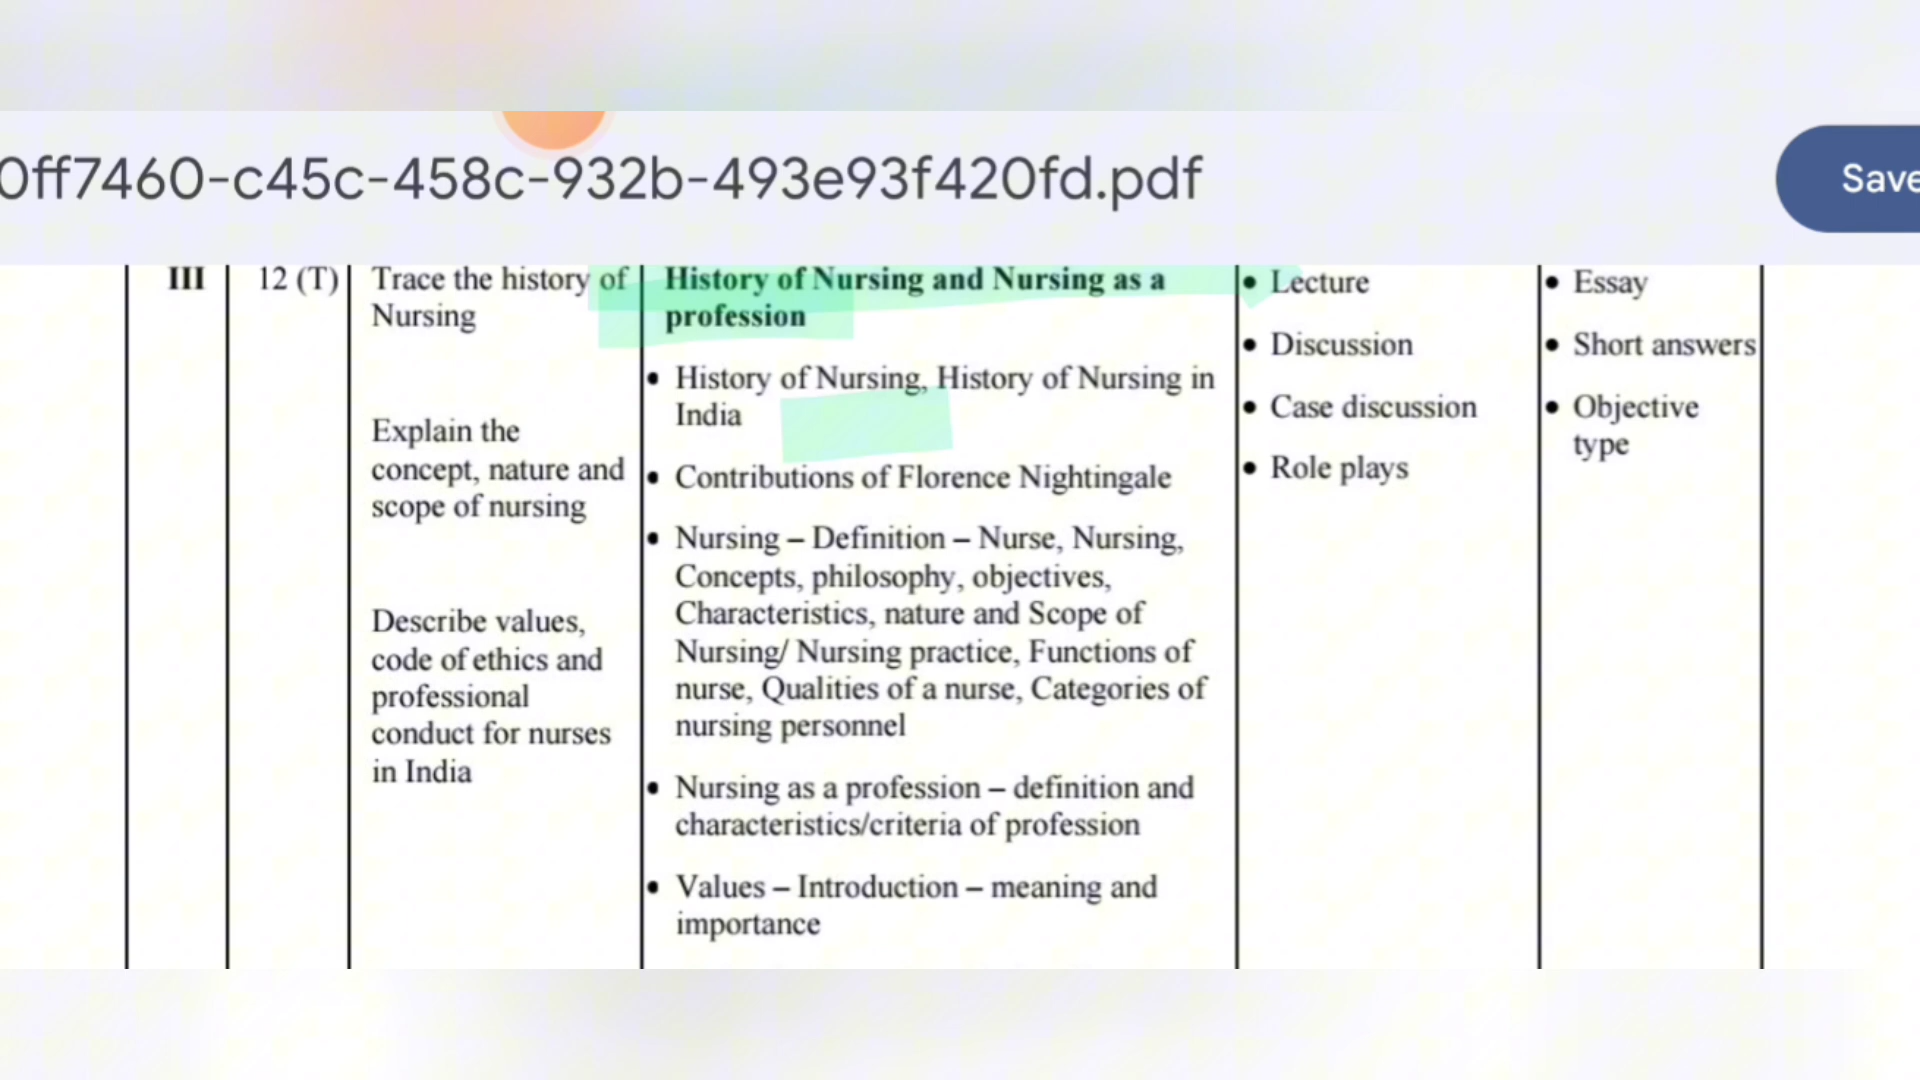 0ff7460-c45c-458c-932b-493e93f420fd.pdf
Save
III
12 (T)
Trace the history of
Nursing
Explain the
concept, nature and
scope of nursing
Describe values,
code of ethics and
professional
conduct for nurses
in India
History of Nursing and Nursing as a
profession
• History of Nursing, History of Nursing in
India
• Contributions of Florence Nightingale
• Nursing – Definition – Nurse, Nursing,
Concepts, philosophy, objectives,
Characteristics, nature and Scope of
Nursing/ Nursing practice, Functions of
nurse, Qualities of a nurse, Categories of
nursing personnel
• Nursing as a profession – definition and
characteristics/criteria of profession
• Values – Introduction – meaning and
importance
• Lecture
• Discussion
• Case discussion
• Role plays
• Essay
• Short answers
• Objective
type